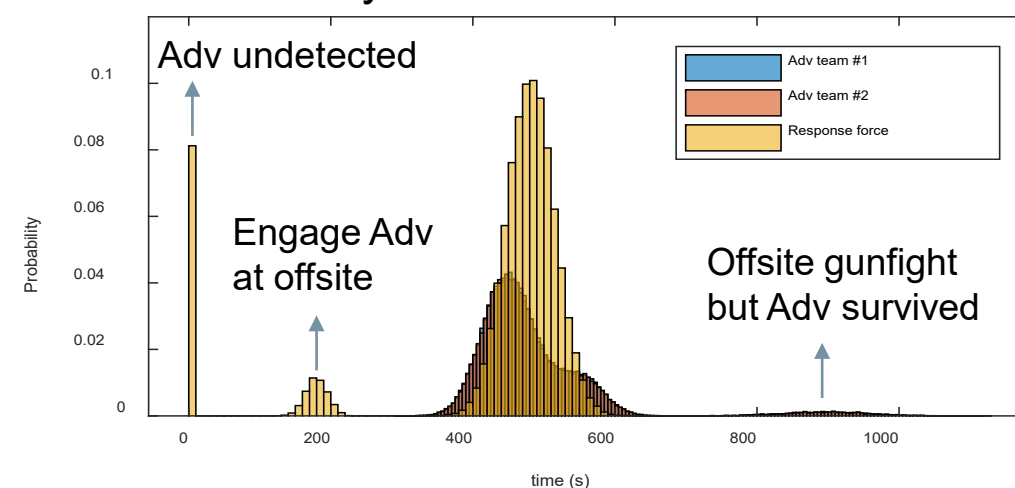 Adv undetected
Adv team #1
Adv team #2
Response force
Engage Adv
at offsite
Offsite gunfight
but Adv survived
Probability
0.1
0.08
0.06
0.04
0.02
0
0 200 400 600 800 1000
time (s)